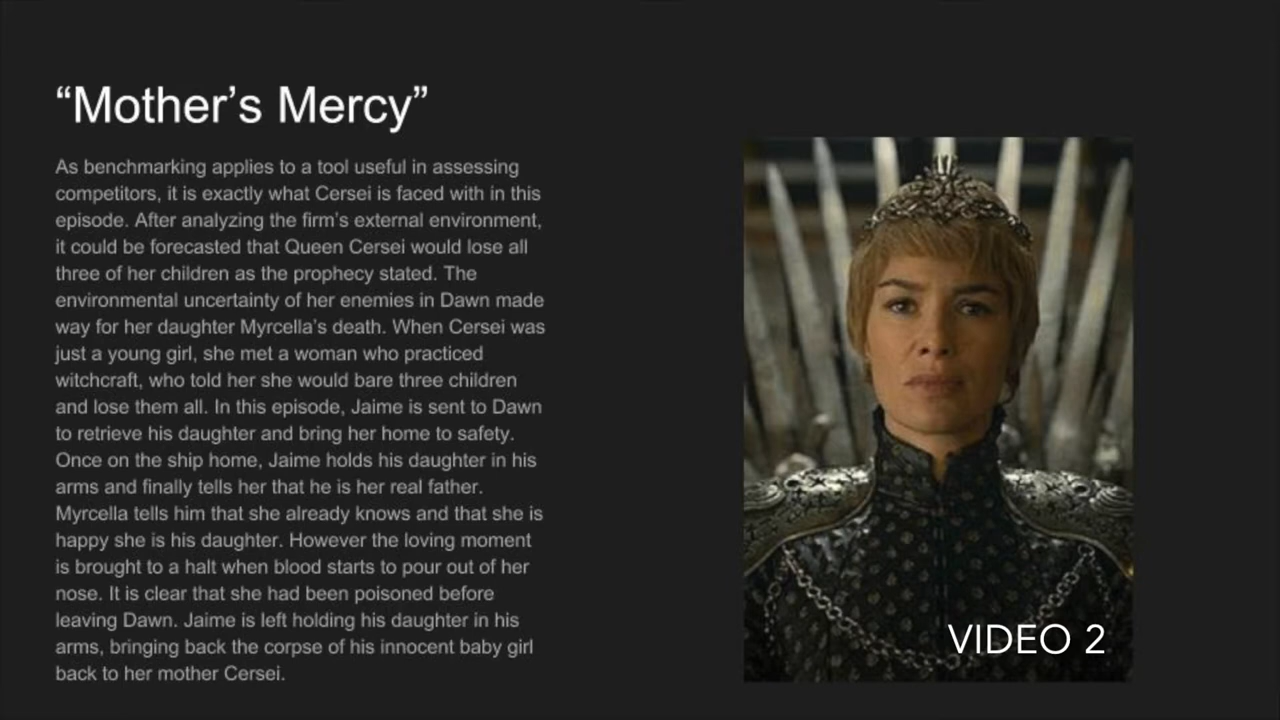 “Mother’s Mercy”
As benchmarking applies to a tool useful in assessing
competitors, it is exactly what Cersei is faced with in this
episode. After analyzing the firm’s external environment,
it could be forecasted that Queen Cersei would lose all
three of her children as the prophecy stated. The
environmental uncertainty of her enemies in Dawn made
way for her daughter Myrcella’s death. When Cersei was
just a young girl, she met a woman who practiced
witchcraft, who told her she would bare three children
and lose them all. In this episode, Jaime is sent to Dawn
to retrieve his daughter and bring her home to safety.
Once on the ship home, Jaime holds his daughter in his
arms and finally tells her that he is her real father.
Myrcella tells him that she already knows and that she is
happy she is his daughter. However the loving moment
is brought to a halt when blood starts to pour out of her
nose. It is clear that she had been poisoned before
leaving Dawn. Jaime is left holding his daughter in his
arms, bringing back the corpse of his innocent baby girl
back to her mother Cersei.
VIDEO 2